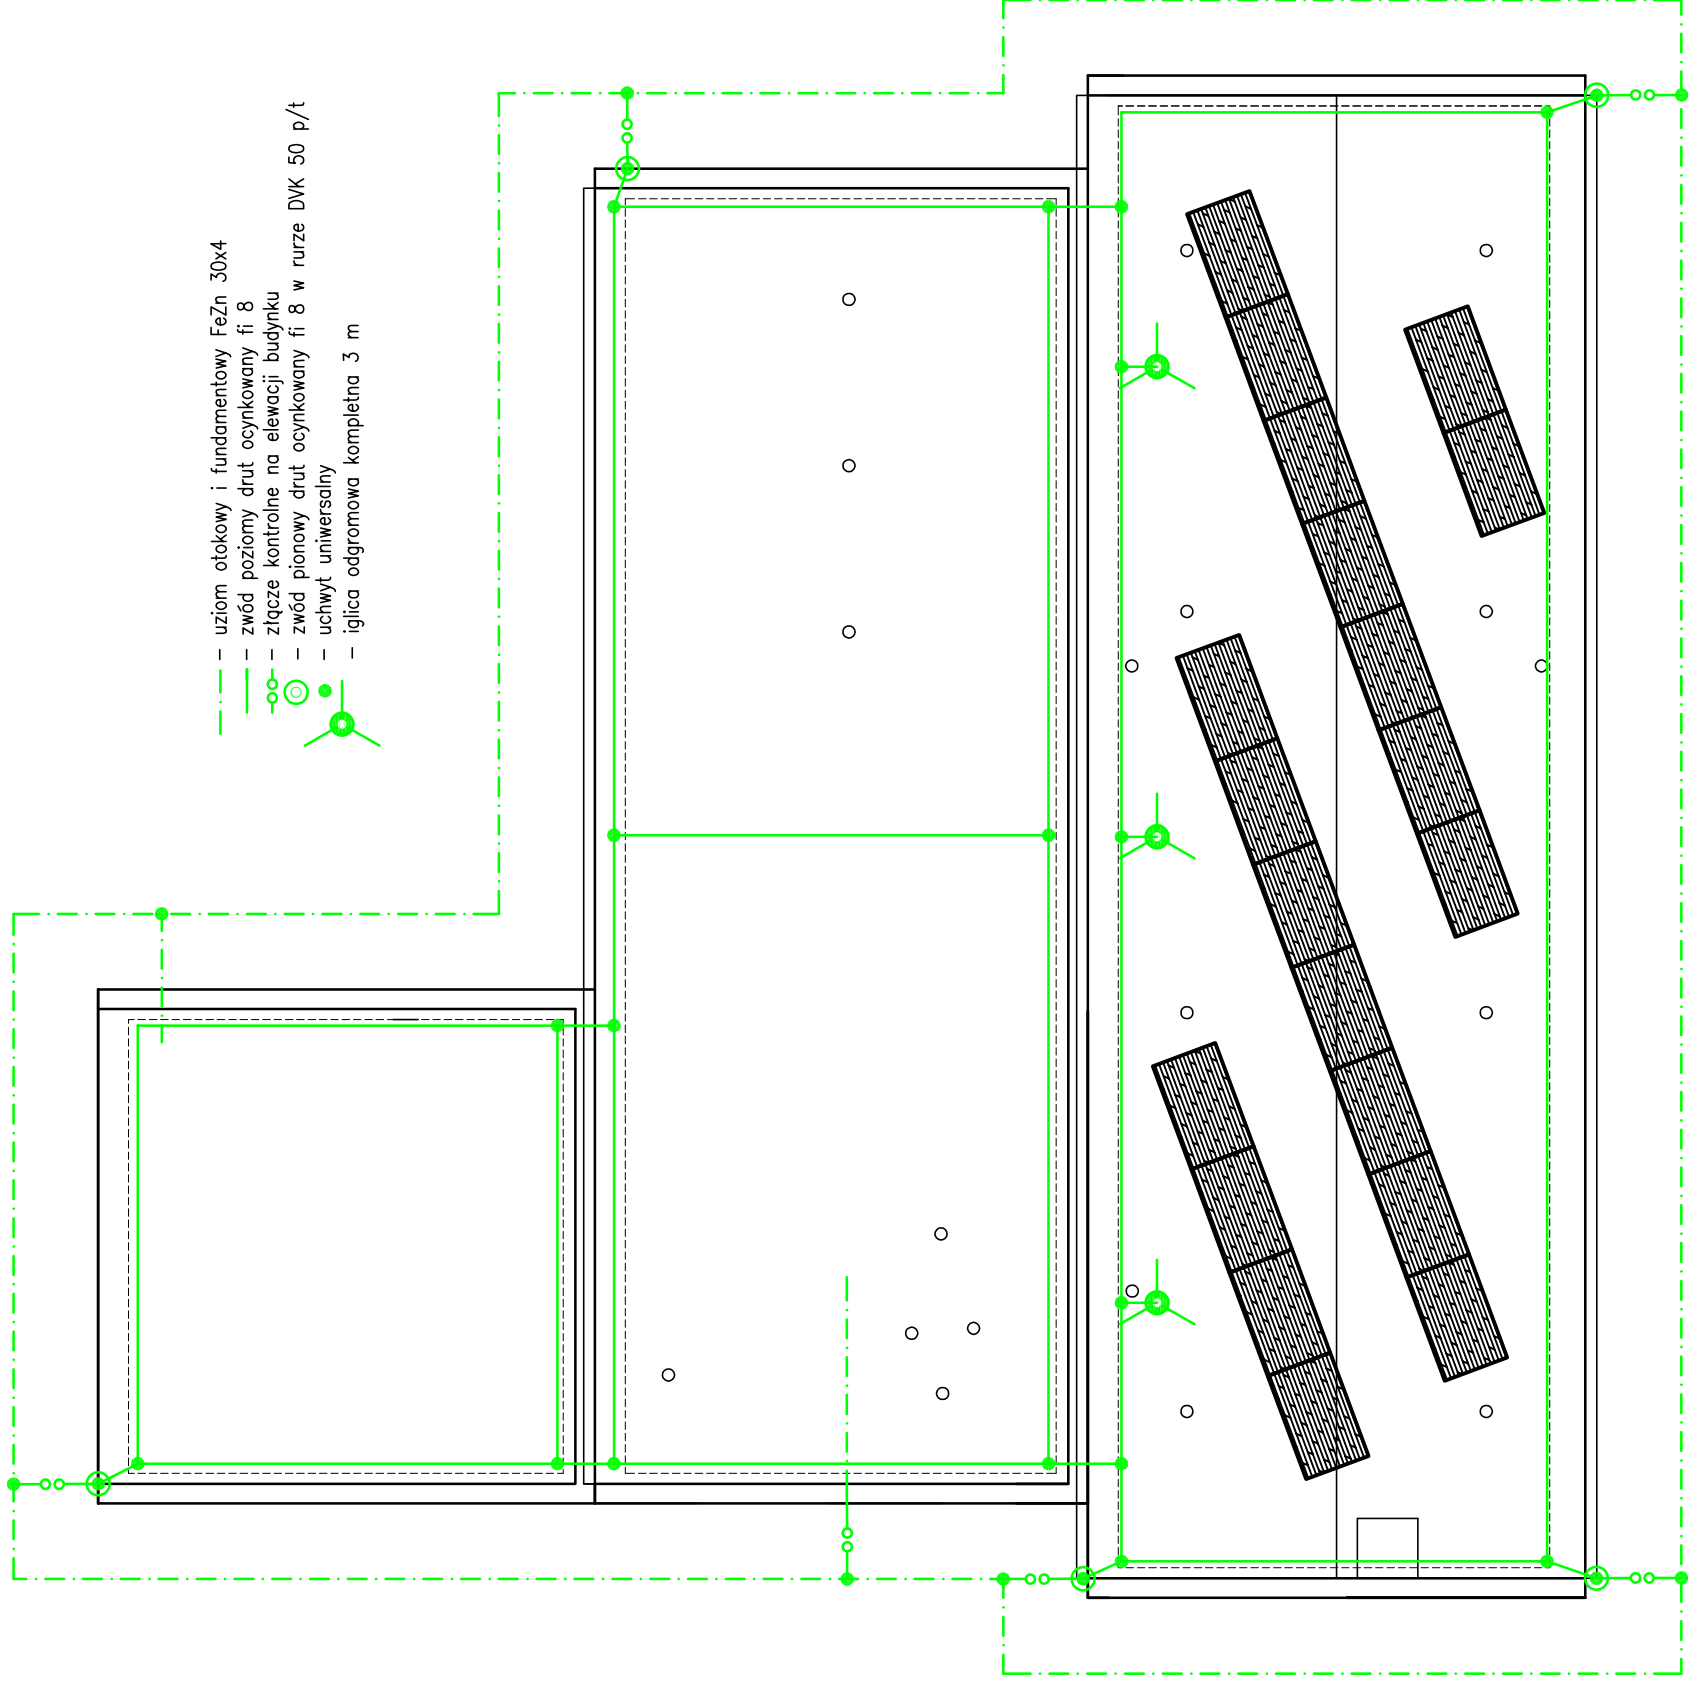 – uziom otokowy i fundamentowy FeZn 30x4
– zwód poziomy drut ocynkowany fi 8
– złącze kontrolne na elewacji budynku
– zwód pionowy drut ocynkowany fi 8 w rurze DVK 50 p/t
– uchwyt uniwersalny
– iglica odgromowa kompletna 3 m